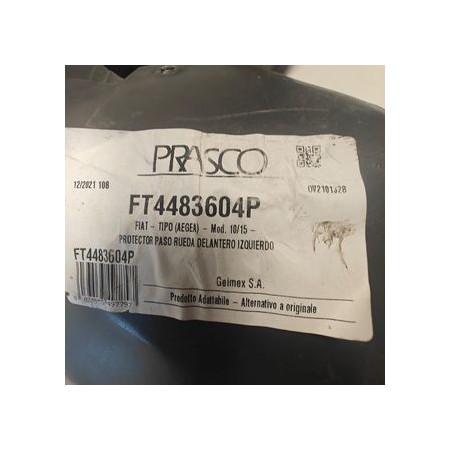 PRASCO
12/2021 108
OV2101328
FT4483604P
FIAT - TIPO (AEGEA) - Mod. 10/15 -
PROTECTOR PASO RUEDA DELANTERO IZQUIERDO
FT4483604P
Geimex S.A.
Prodotto Adattabile - Alternativo a originale